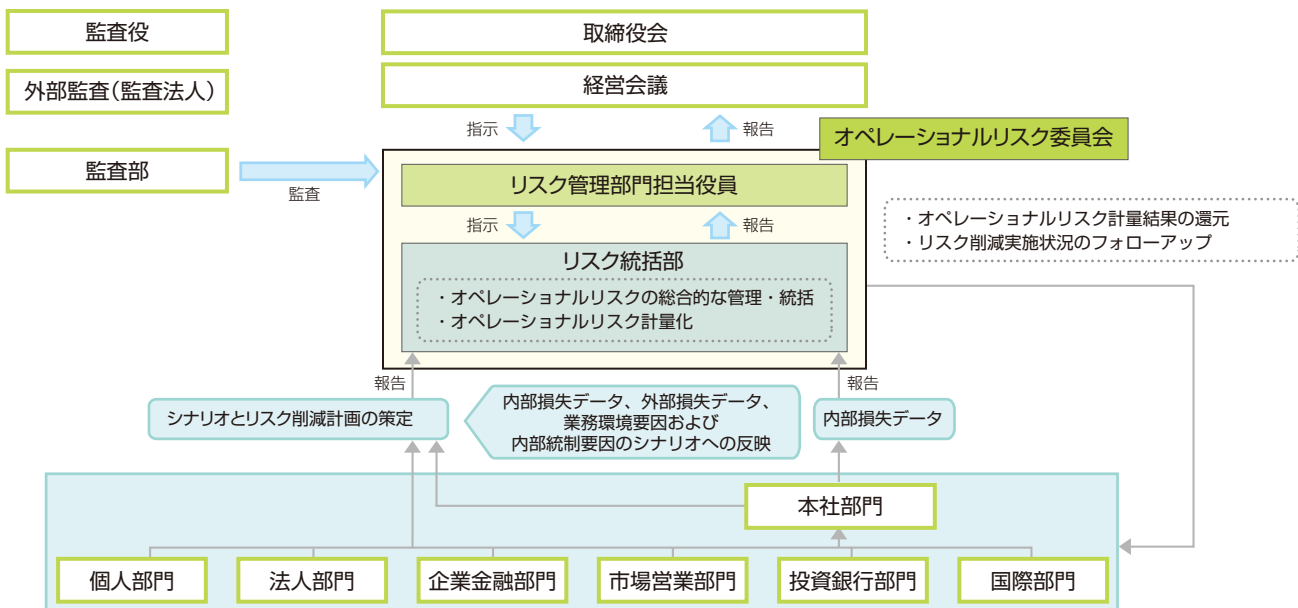 監査役
取締役会
外部監査(監査法人)
経営会議
指示
報告
オペレーショナルリスク委員会
監査部
監査
リスク管理部門担当役員
指示
報告
・オペレーショナルリスク計量結果の還元
・リスク削減実施状況のフォローアップ
リスク統括部
・オペレーショナルリスクの総合的な管理・統括
・オペレーショナルリスク計量化
報告
報告
シナリオとリスク削減計画の策定
内部損失データ、外部損失データ、
業務環境要因および
内部統制要因のシナリオへの反映
内部損失データ
本社部門
個人部門
法人部門
企業金融部門
市場営業部門
投資銀行部門
国際部門